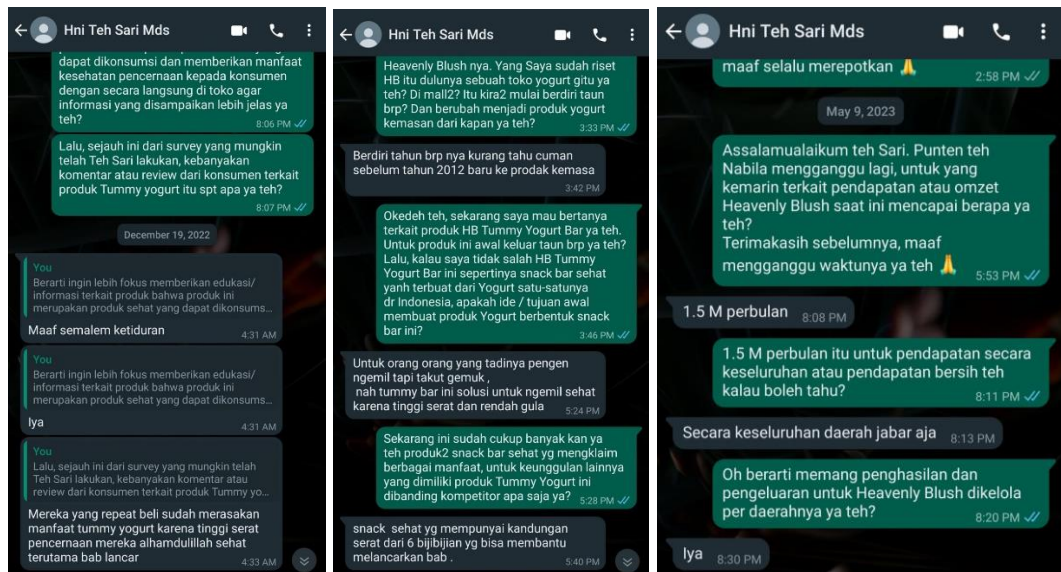 Hni Teh Sari Mds
dapat dikonsumsi dan memberikan manfaat
kesehatan pencernaan kepada konsumen
dengan secara langsung di toko agar
informasi yang disampaikan lebih jelas ya
teh?
8:06 PM
Lalu, sejauh ini dari survey yang mungkin
telah Teh Sari lakukan, kebanyakan
komentar atau review dari konsumen terkait
produk Tummy yogurt itu spt apa ya teh?
8:07 PM
December 19, 2022
You
Berarti ingin lebih fokus memberikan edukasi/
informasi terkait produk bahwa produk ini
merupakan produk sehat yang dapat dikonsums...
Maaf semalem ketiduran
4:31 AM
You
Berarti ingin lebih fokus memberikan edukasi/
informasi terkait produk bahwa produk ini
merupakan produk sehat yang dapat dikonsums...
Iya
4:31 AM
You
Lalu, sejauh ini dari survey yang mungkin telah
Teh Sari lakukan, kebanyakan komentar atau
review dari konsumen terkait produk Tummy yo...
Mereka yang repeat beli sudah merasakan
manfaat tummy yogurt karena tinggi serat
pencernaan mereka alhamdulillah sehat
terutama bab lancar
4:33 AM
Hni Teh Sari Mds
Heavenly Blush nya. Yang Saya sudah riset
HB itu dulunya sebuah toko yogurt gitu ya
teh? Di mall2? Itu kira2 mulai berdiri taun
brp? Dan berubah menjadi produk yogurt
kemasan dari kapan ya teh?
3:33 PM
Berdiri tahun brp nya kurang tahu cuman
sebelum tahun 2012 baru ke prodak kemasa
3:42 PM
Okedeh teh, sekarang saya mau bertanya
terkait produk HB Tummy Yogurt Bar ya teh.
Untuk produk ini awal keluar taun brp ya teh?
Lalu, kalau saya tidak salah HB Tummy
Yogurt Bar ini sepertinya snack bar sehat
yanh terbuat dari Yogurt satu-satunya
dr Indonesia, apakah ide / tujuan awal
membuat produk Yogurt berbentuk snack
bar ini?
3:46 PM
Untuk orang orang yang tadinya pengen
ngemil tapi takut gemuk ,
nah tummy bar ini solusi untuk ngemil sehat
karena tinggi serat dan rendah gula
5:24 PM
Sekarang ini sudah cukup banyak kan ya
teh produk2 snack bar sehat yg mengklaim
berbagai manfaat, untuk keunggulan lainnya
yang dimiliki produk Tummy Yogurt ini
dibanding kompetitor apa saja ya?
5:28 PM
snack sehat yg mempunyai kandungan
serat dari 6 bijibijian yg bisa membantu
melancarkan bab .
5:40 PM
Hni Teh Sari Mds
maaf selalu merepotkan 🙏
2:58 PM
May 9, 2023
Assalamualaikum teh Sari. Punten teh
Nabila mengganggu lagi, untuk yang
kemarin terkait pendapatan atau omzet
Heavenly Blush saat ini mencapai berapa ya
teh?
Terimakasih sebelumnya, maaf
mengganggu waktunya ya teh 🙏
5:53 PM
1.5 M perbulan
8:08 PM
1.5 M perbulan itu untuk pendapatan secara
keseluruhan atau pendapatan bersih teh
kalau boleh tahu?
8:11 PM
Secara keseluruhan daerah jabar aja
8:13 PM
Oh berarti memang penghasilan dan
pengeluaran untuk Heavenly Blush dikelola
per daerahnya ya teh?
8:20 PM
Iya
8:30 PM